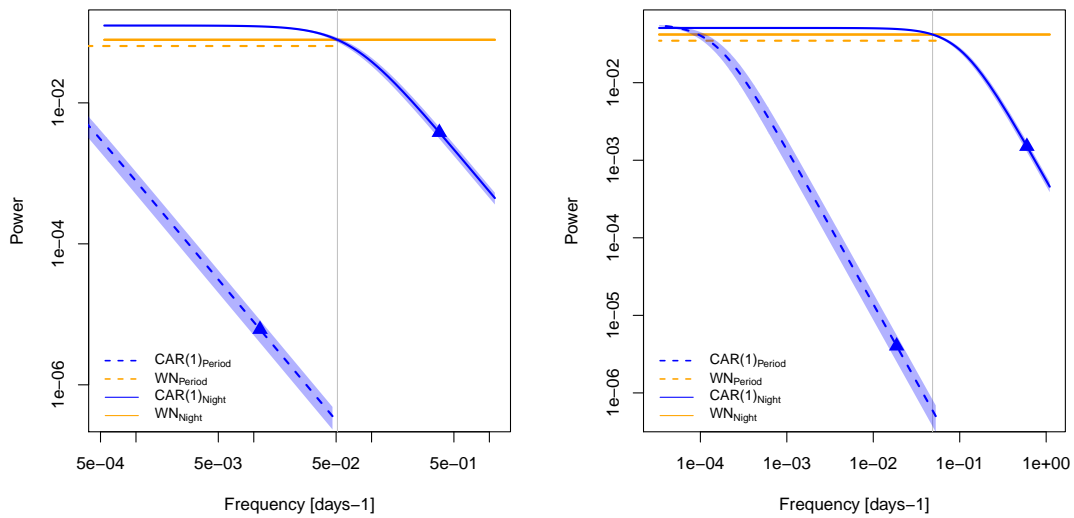 1e−02
1e−04
1e−06
Power
CAR(1)Period
WNPeriod
CAR(1)Night
WNNight
5e−04 5e−03 5e−02 5e−01
Frequency [days−1]
1e−02
1e−03
1e−04
1e−05
1e−06
Power
CAR(1)Period
WNPeriod
CAR(1)Night
WNNight
1e−04 1e−03 1e−02 1e−01 1e+00
Frequency [days−1]